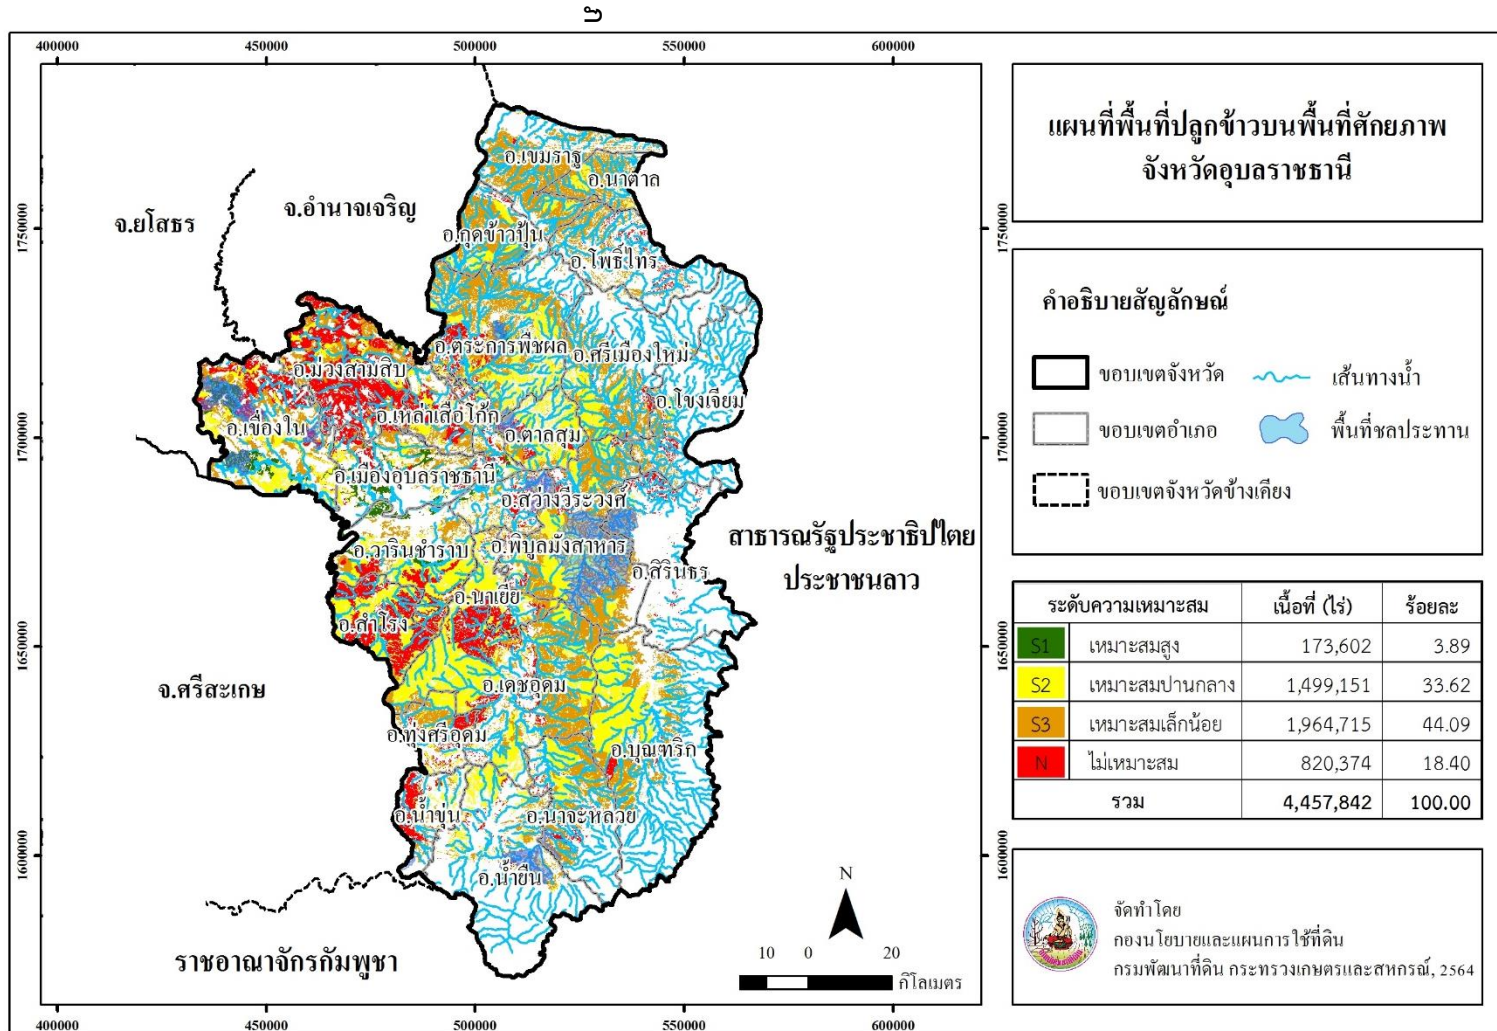 ๕
400000 450000 500000 550000 600000
แผนที่พื้นที่ปลูกข้าวบนพื้นที่ศักยภาพ
จังหวัดอุบลราชธานี
คำอธิบายสัญลักษณ์
ขอบเขตจังหวัด เส้นทางน้ำ
ขอบเขตอำเภอ พื้นที่ชลประทาน
ขอบเขตจังหวัดข้างเคียง
ระดับความเหมาะสม เนื้อที่ (ไร่) ร้อยละ
S1 เหมาะสมสูง 173,602 3.89
S2 เหมาะสมปานกลาง 1,499,151 33.62
S3 เหมาะสมเล็กน้อย 1,964,715 44.09
N ไม่เหมาะสม 820,374 18.40
รวม 4,457,842 100.00
จัดทำโดย
กองนโยบายและแผนการใช้ที่ดิน
กรมพัฒนาที่ดิน กระทรวงเกษตรและสหกรณ์, 2564
1750000
1700000
1650000
1600000
1750000
1700000
1650000
1600000
อ.เขมราฐ
อ.นาตาล
จ.อำนาจเจริญ
จ.ยโสธร
อ.กุดข้าวปุ้น
อ.โพธิ์ไทร
อ.ตระการพืชผล
อ.ศรีเมืองใหม่
อ.ม่วงสามสิบ
อ.โขงเจียม
อ.เหล่าเสือโก้ก
อ.เขื่องใน
อ.ตาลสุม
อ.เมืองอุบลราชธานี
อ.สว่างวีระวงศ์
สาธารณรัฐประชาธิปไตย
ประชาชนลาว
อ.วารินชำราบ
อ.พิบูลมังสาหาร
อ.สิรินธร
อ.นาเยีย
อ.สำโรง
จ.ศรีสะเกษ
อ.เดชอุดม
อ.ทุ่งศรีอุดม
อ.บุณฑริก
อ.น้ำขุ่น
อ.นาจะหลวย
อ.น้ำยืน
ราชอาณาจักรกัมพูชา
N
10 0 20
กิโลเมตร
400000 450000 500000 550000 600000